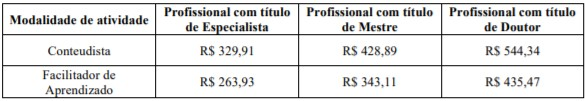 Modalidade de atividade
Profissional com título
de Especialista
Profissional com título
de Mestre
Profissional com título
de Doutor
Conteudista
R$ 329,91
R$ 428,89
R$ 544,34
Facilitador de
Aprendizado
R$ 263,93
R$ 343,11
R$ 435,47